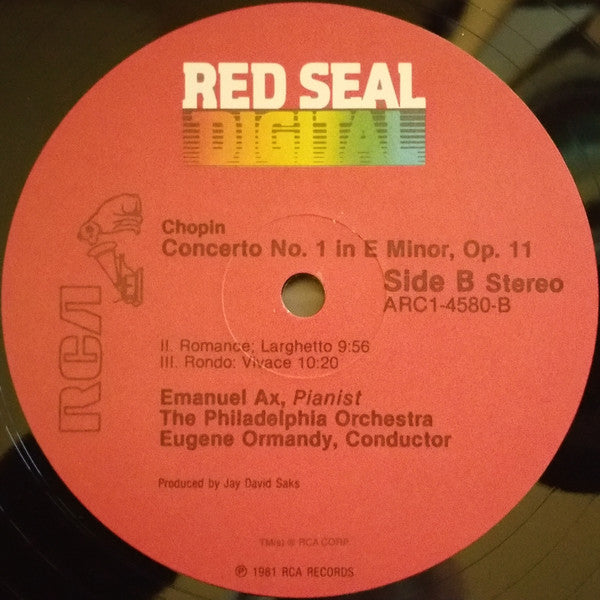 RED SEAL
DIGITAL
Chopin
Concerto No. 1 in E Minor, Op. 11
Side B Stereo
ARC1-4580-B
RCA
II. Romance; Larghetto 9:56
III. Rondo: Vivace 10:20
Emanuel Ax, Pianist
The Philadelphia Orchestra
Eugene Ormandy, Conductor
Produced by Jay David Saks
TM(s) ® RCA CORP.
℗ 1981 RCA RECORDS